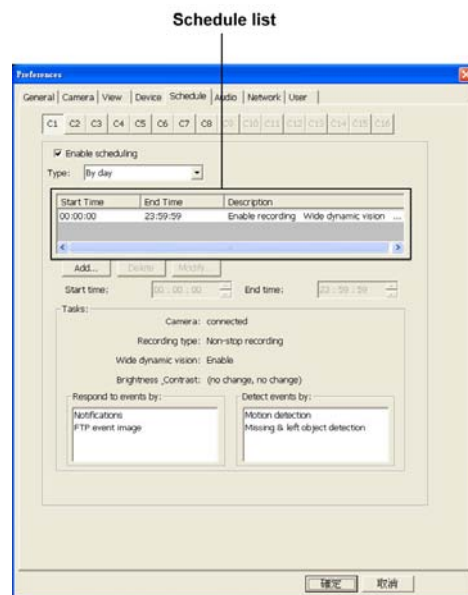 Schedule list
Preferences
General Camera View Device Schedule Audio Network User
C1 C2 C3 C4 C5 C6 C7 C8 C9 C10 C11 C12 C13 C14 C15 C16
Enable scheduling
Type: By day
Start Time End Time Description
00:00:00 23:59:59 Enable recording Wide dynamic vision ...
Add... Delete Modify...
Start time: 00 : 00 : 00 End time: 23 : 59 : 59
Tasks:
Camera: connected
Recording type: Non-stop recording
Wide dynamic vision: Enable
Brightness ,Contrast: (no change, no change)
Respond to events by: Detect events by:
Notifications Motion detection
FTP event image Missing & left object detection
確定 取消